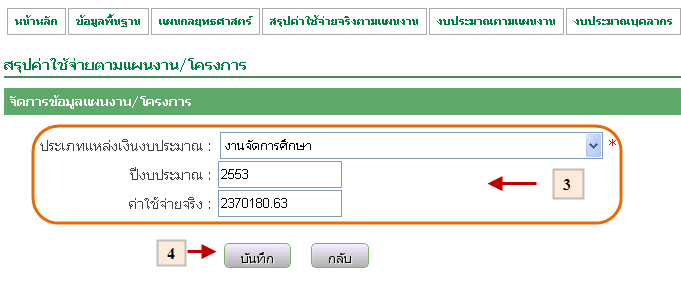 หน้าหลัก ข้อมูลพื้นฐาน แผนกลยุทธศาสตร์ สรุปค่าใช้จ่ายจริงตามแผนงาน งบประมาณตามแผนงาน งบประมาณบุคลากร
สรุปค่าใช้จ่ายตามแผนงาน/โครงการ
จัดการข้อมูลแผนงาน/โครงการ
ประเภทแหล่งเงินงบประมาณ : งานจัดการศึกษา *
ปีงบประมาณ : 2553
3
ค่าใช้จ่ายจริง : 2370180.63
4 บันทึก กลับ